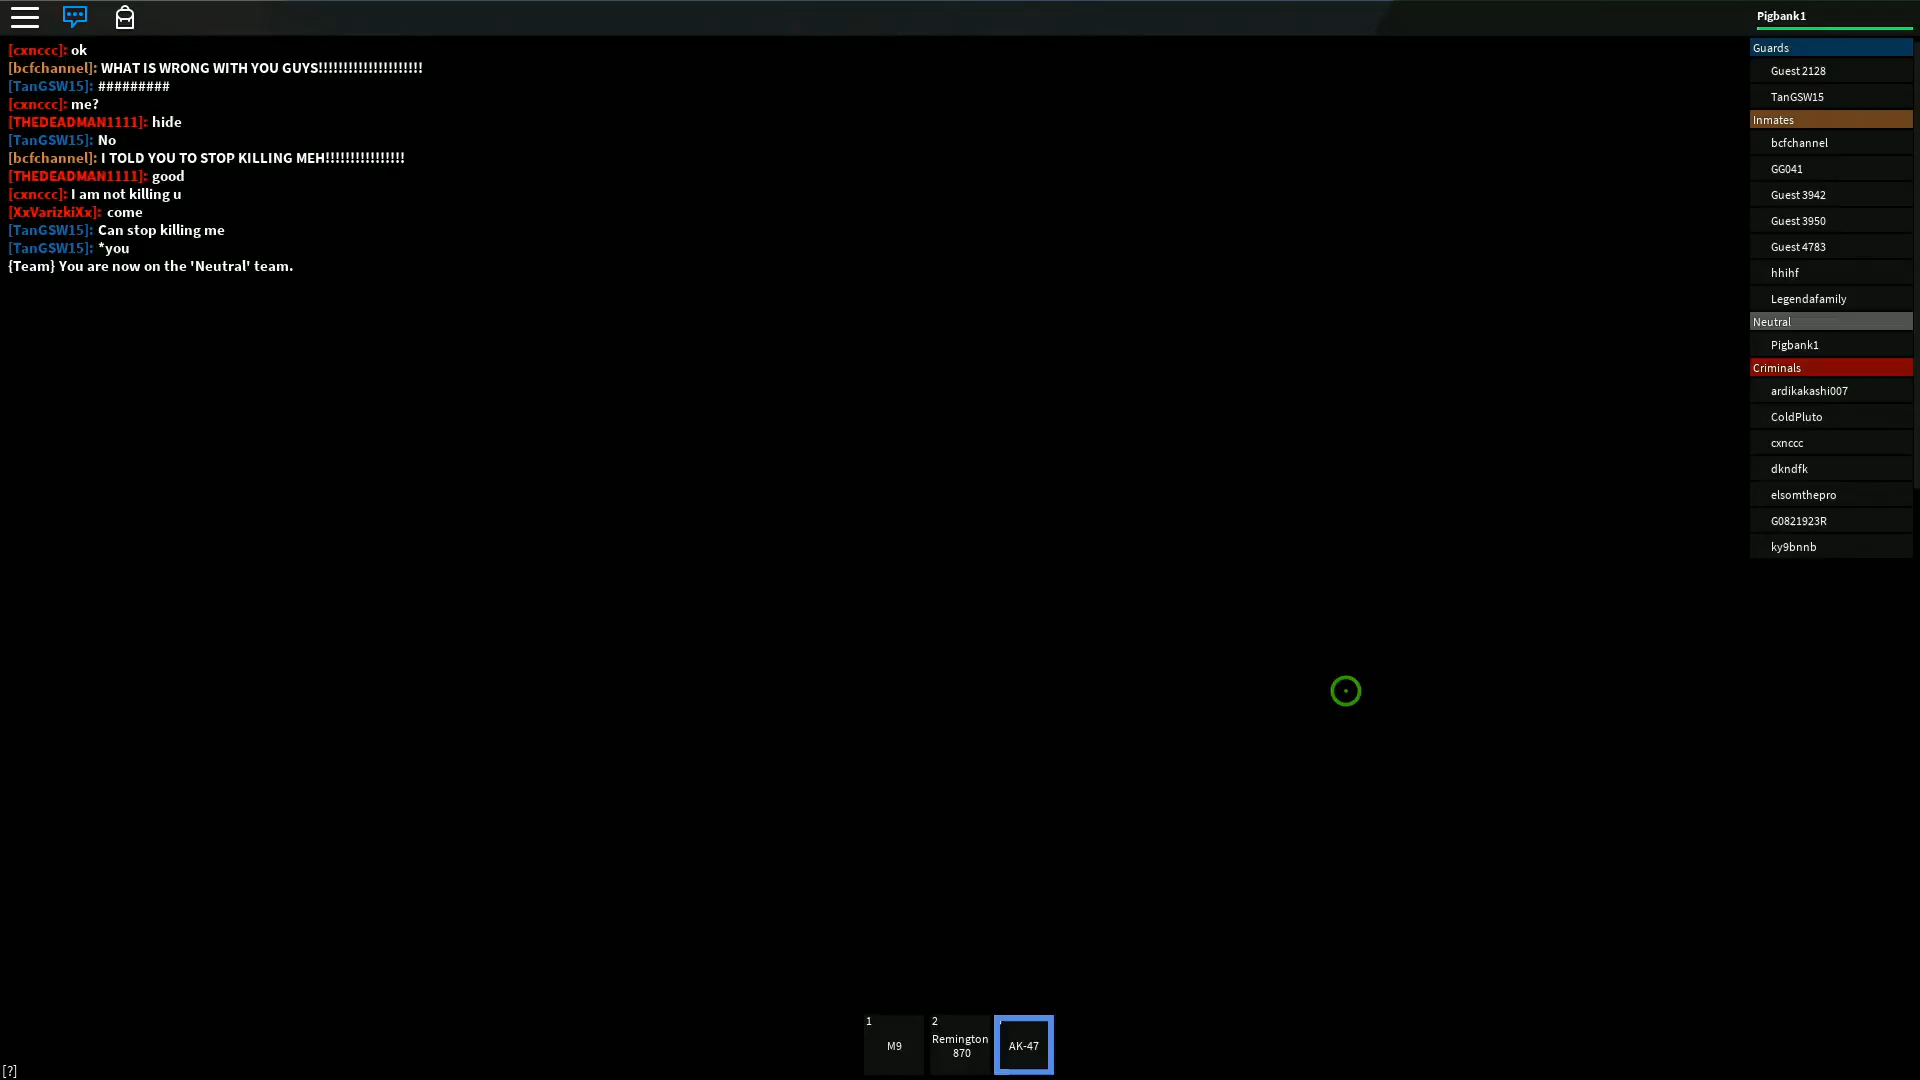 Pigbank1
[cxnccc]: ok
[bcfchannel]: WHAT IS WRONG WITH YOU GUYS!!!!!!!!!!!!!!!!!!!!!
[TanGSW15]: #########
[cxnccc]: me?
[THEDEADMAN1111]: hide
[TanGSW15]: No
[bcfchannel]: I TOLD YOU TO STOP KILLING MEH!!!!!!!!!!!!!!!!
[THEDEADMAN1111]: good
[cxnccc]: I am not killing u
[XxVarizkiXx]: come
[TanGSW15]: Can stop killing me
[TanGSW15]: *you
{Team} You are now on the 'Neutral' team.
Guards
Guest 2128
TanGSW15
Inmates
bcfchannel
GG041
Guest 3942
Guest 3950
Guest 4783
hhihf
Legendafamily
Neutral
Pigbank1
Criminals
ardikakashi007
ColdPluto
cxnccc
dkndfk
elsomthepro
G0821923R
ky9bnnb
1
M9
2
Remington
870
AK-47
[?]